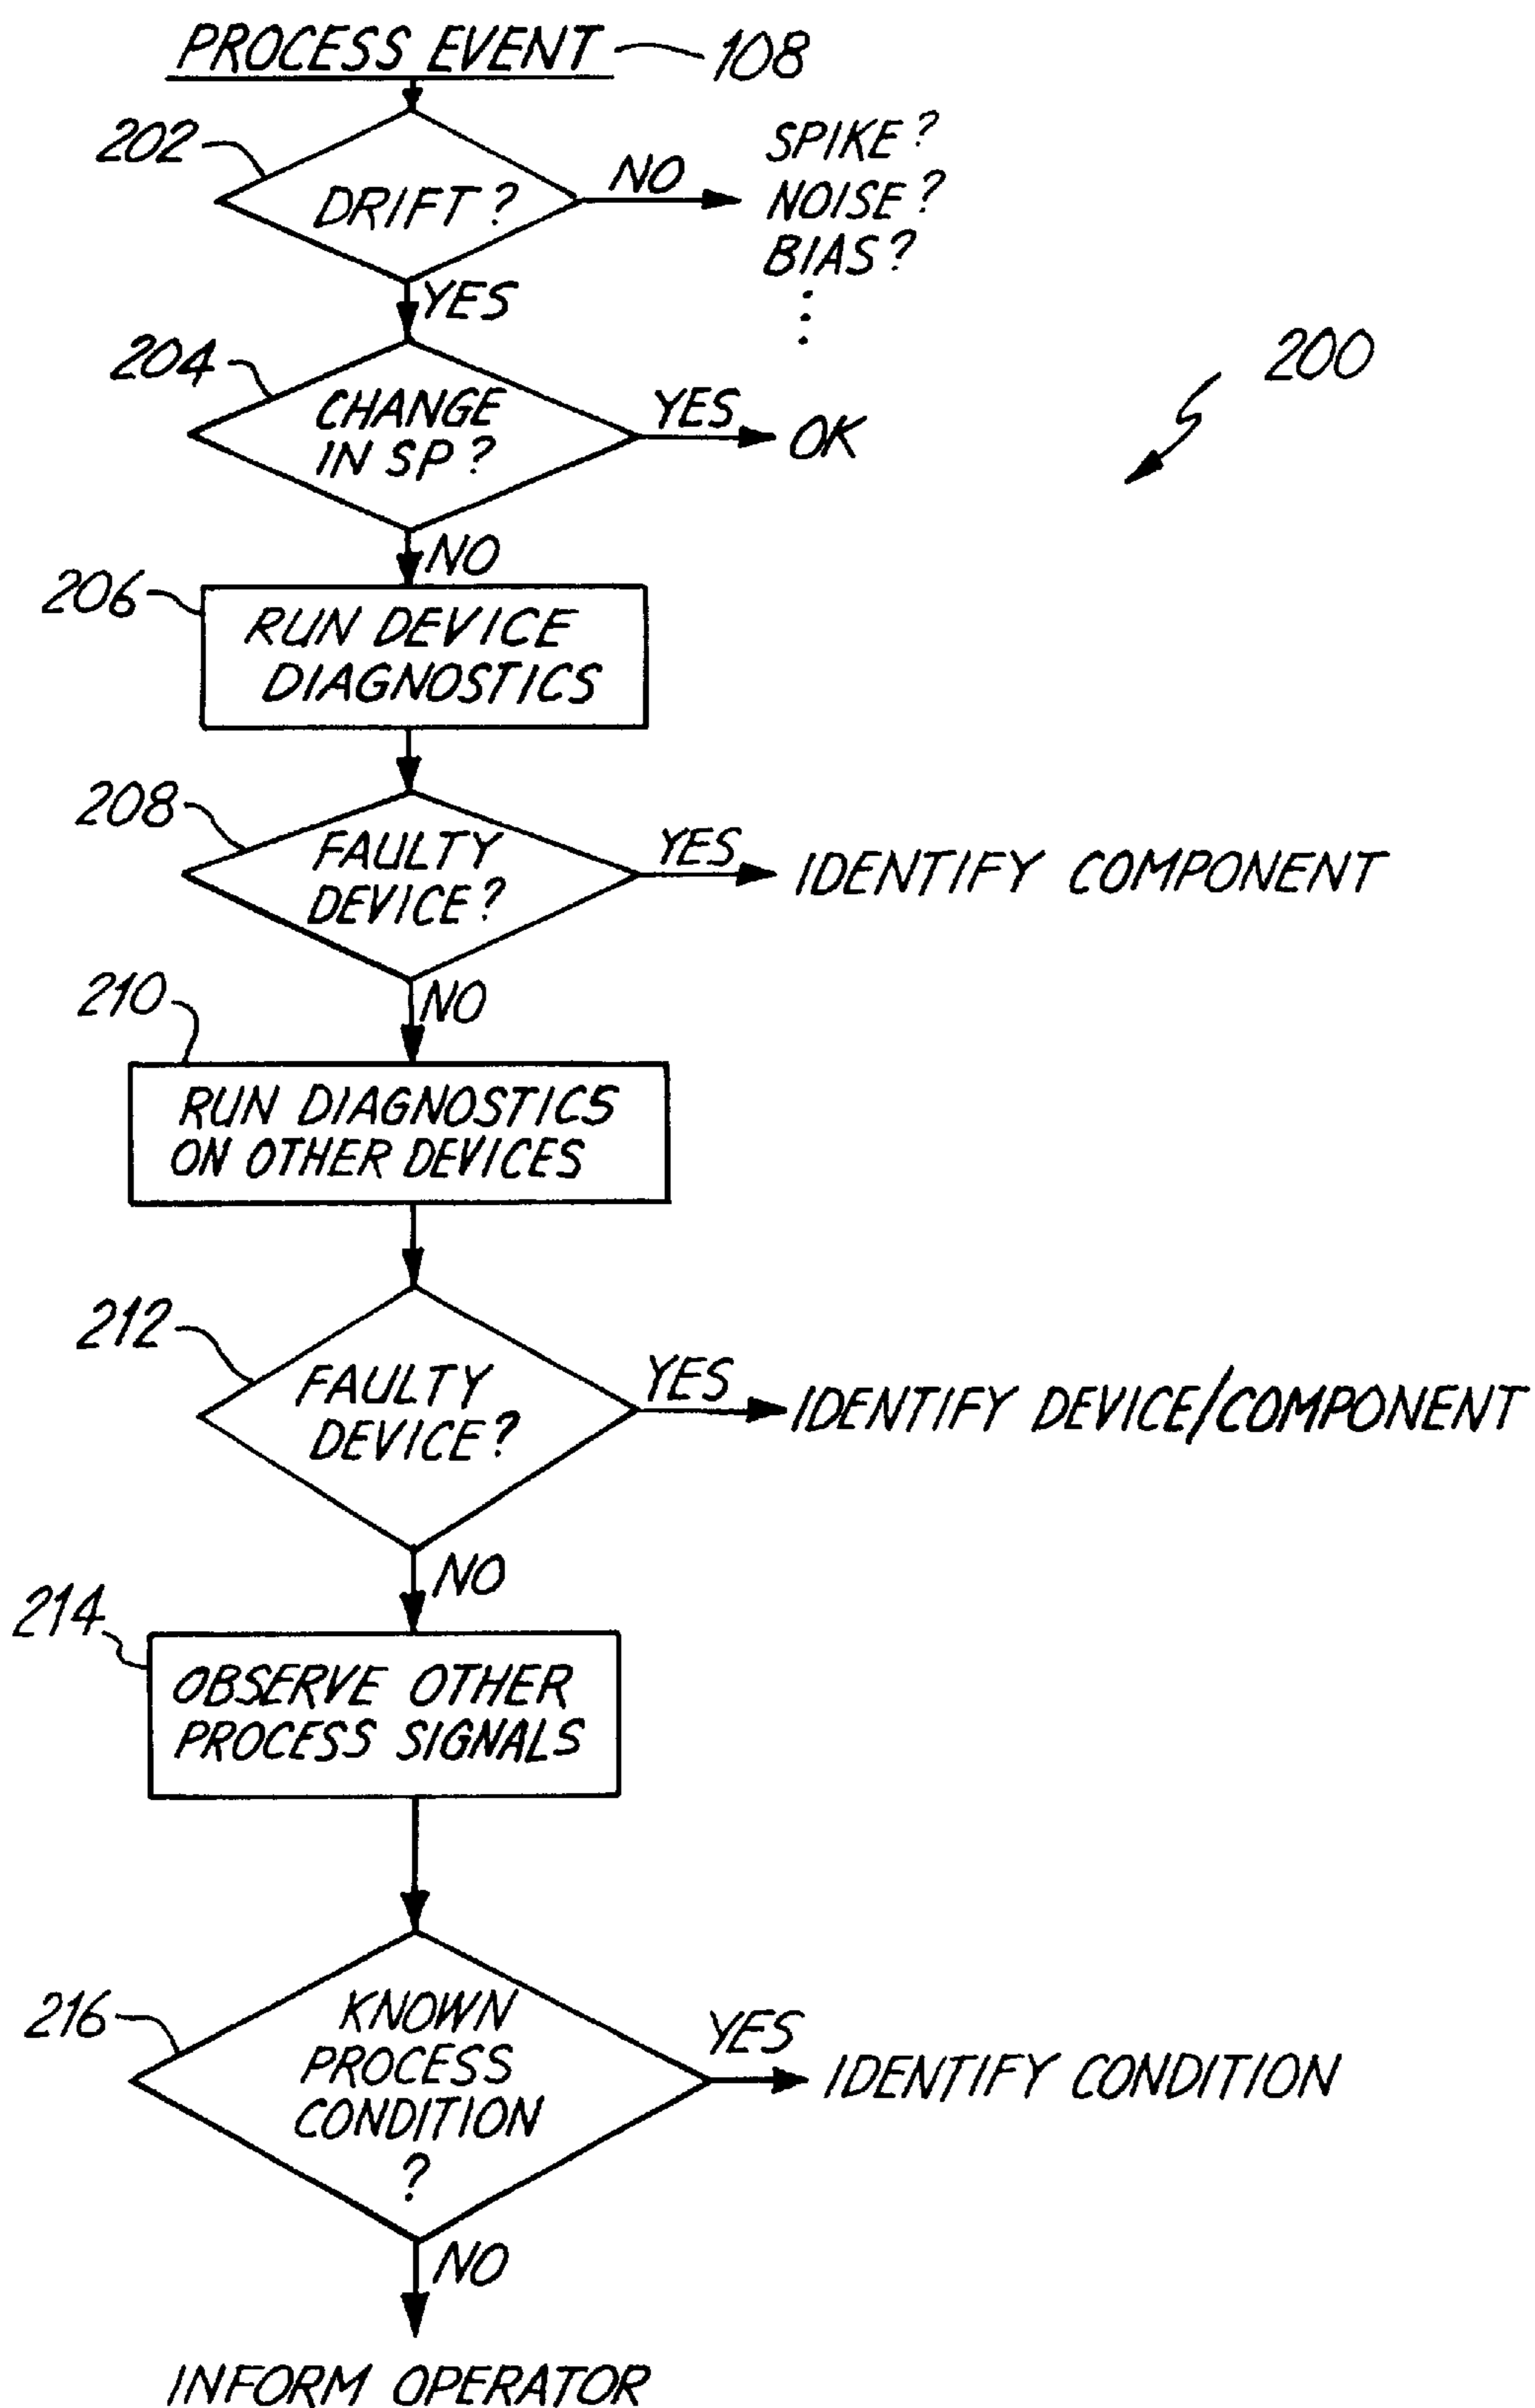 PROCESS EVENT 108
202
DRIFT?
NO
SPIKE?
NOISE?
BIAS?
YES
200
204
CHANGE
IN SP?
YES
OK
NO
206
RUN DEVICE
DIAGNOSTICS
208
FAULTY
DEVICE?
YES
IDENTIFY COMPONENT
NO
210
RUN DIAGNOSTICS
ON OTHER DEVICES
212
FAULTY
DEVICE?
YES
IDENTIFY DEVICE/COMPONENT
NO
214
OBSERVE OTHER
PROCESS SIGNALS
216
KNOWN
PROCESS
CONDITION
?
YES
IDENTIFY CONDITION
NO
INFORM OPERATOR